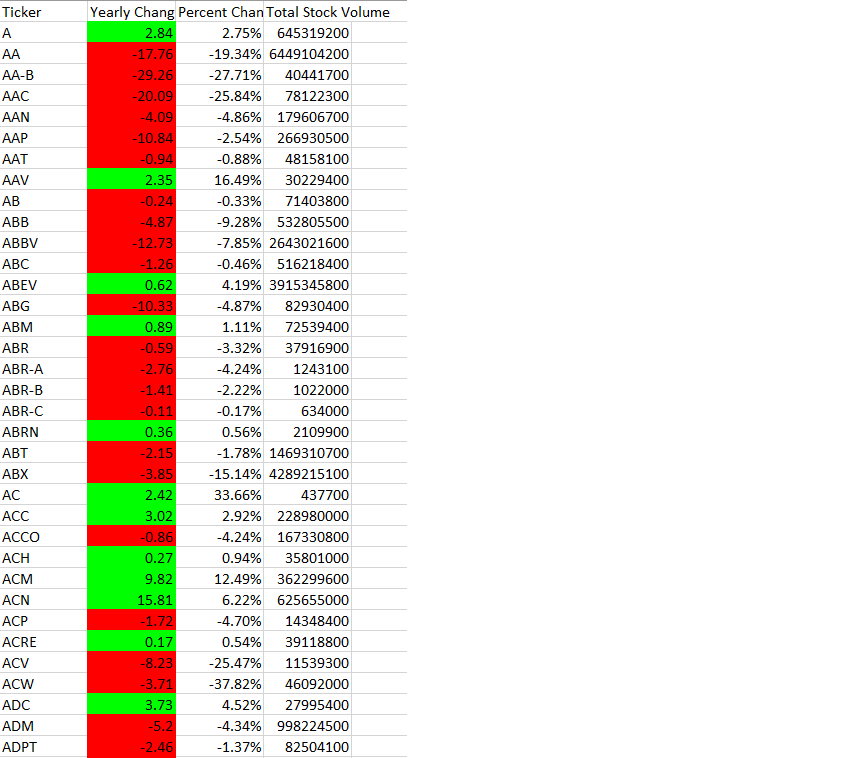 Ticker Yearly Chang Percent Chan Total Stock Volume
A 2.84 2.75% 645319200
AA -17.76 -19.34% 6449104200
AA-B -29.26 -27.71% 40441700
AAC -20.09 -25.84% 78122300
AAN -4.09 -4.86% 179606700
AAP -10.84 -2.54% 266930500
AAT -0.94 -0.88% 48158100
AAV 2.35 16.49% 30229400
AB -0.24 -0.33% 71403800
ABB -4.87 -9.28% 532805500
ABBV -12.73 -7.85% 2643021600
ABC -1.26 -0.46% 516218400
ABEV 0.62 4.19% 3915345800
ABG -10.33 -4.87% 82930400
ABM 0.89 1.11% 72539400
ABR -0.59 -3.32% 37916900
ABR-A -2.76 -4.24% 1243100
ABR-B -1.41 -2.22% 1022000
ABR-C -0.11 -0.17% 634000
ABRN 0.36 0.56% 2109900
ABT -2.15 -1.78% 1469310700
ABX -3.85 -15.14% 4289215100
AC 2.42 33.66% 437700
ACC 3.02 2.92% 228980000
ACCO -0.86 -4.24% 167330800
ACH 0.27 0.94% 35801000
ACM 9.82 12.49% 362299600
ACN 15.81 6.22% 625655000
ACP -1.72 -4.70% 14348400
ACRE 0.17 0.54% 39118800
ACV -8.23 -25.47% 11539300
ACW -3.71 -37.82% 46092000
ADC 3.73 4.52% 27995400
ADM -5.2 -4.34% 998224500
ADPT -2.46 -1.37% 82504100